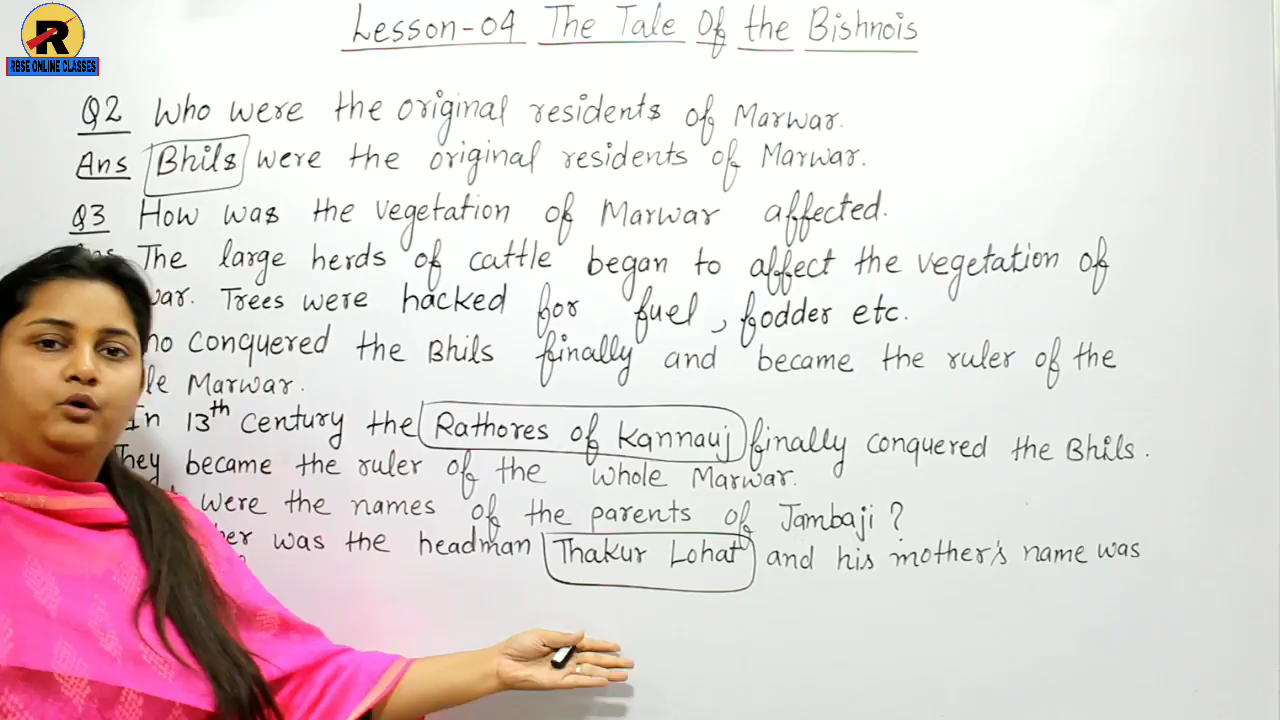 R
RBSE ONLINE CLASSES
Lesson-04 The Tale Of the Bishnois
Q2 Who were the original residents of Marwar.
Ans Bhils were the original residents of Marwar.
Q3 How was the vegetation of Marwar affected.
The large herds of cattle began to affect the vegetation of
Trees were hacked for fuel, fodder etc.
conquered the Bhils finally and became the ruler of the
Marwar.
In 13th century the Rathores of Kannauj finally conquered the Bhils.
They became the ruler of the whole Marwar.
were the names of the parents of Jambaji?
was the headman Thakur Lohat and his mother's name was